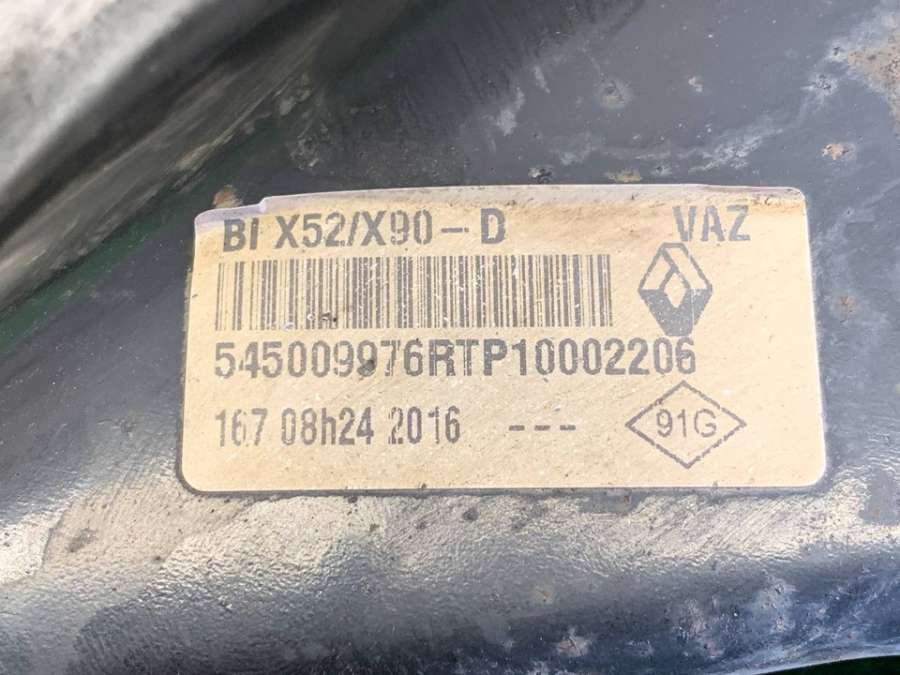 BI X52/X90 - D
VAZ
545009976RTP10002206
167 08h24 2016 ---
91G